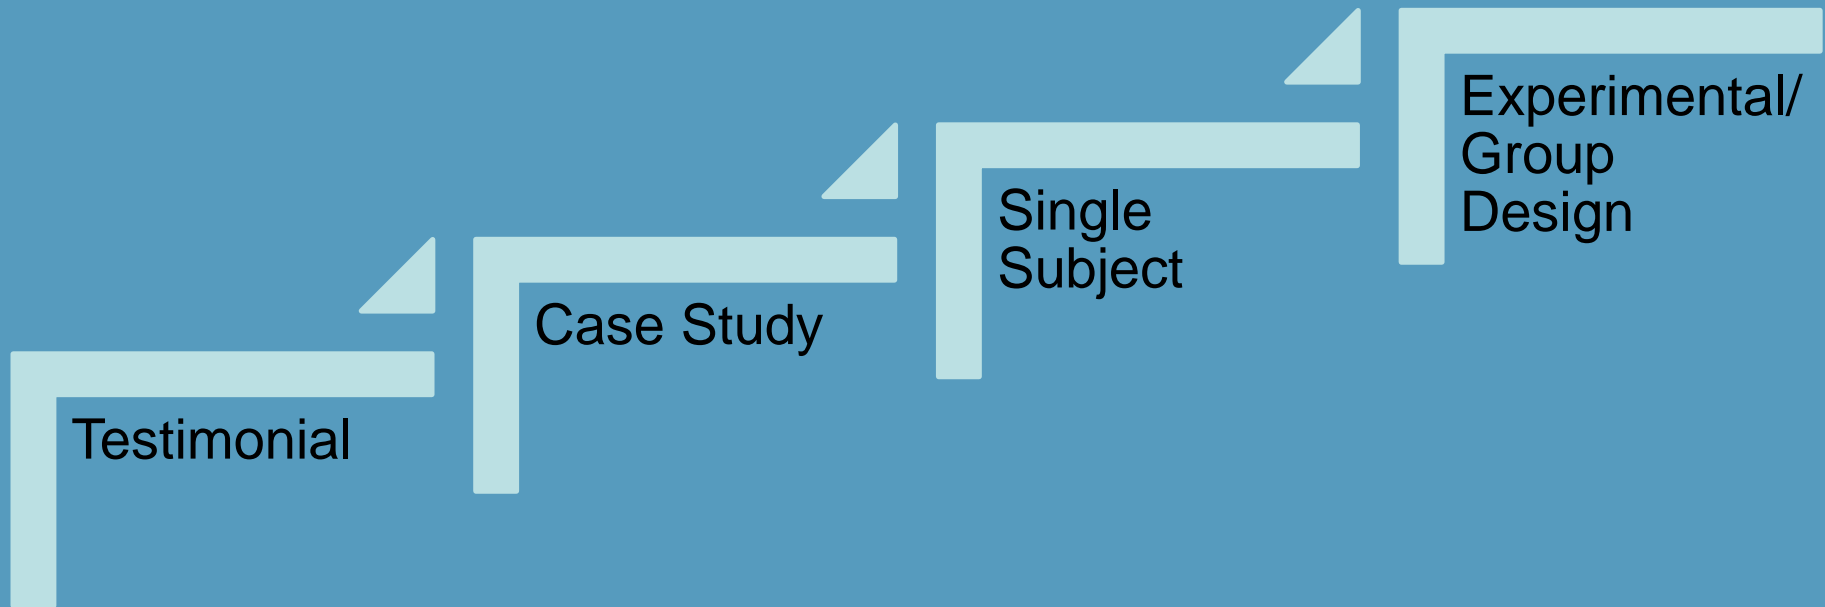 Testimonial
Case Study
Single
Subject
Experimental/
Group
Design